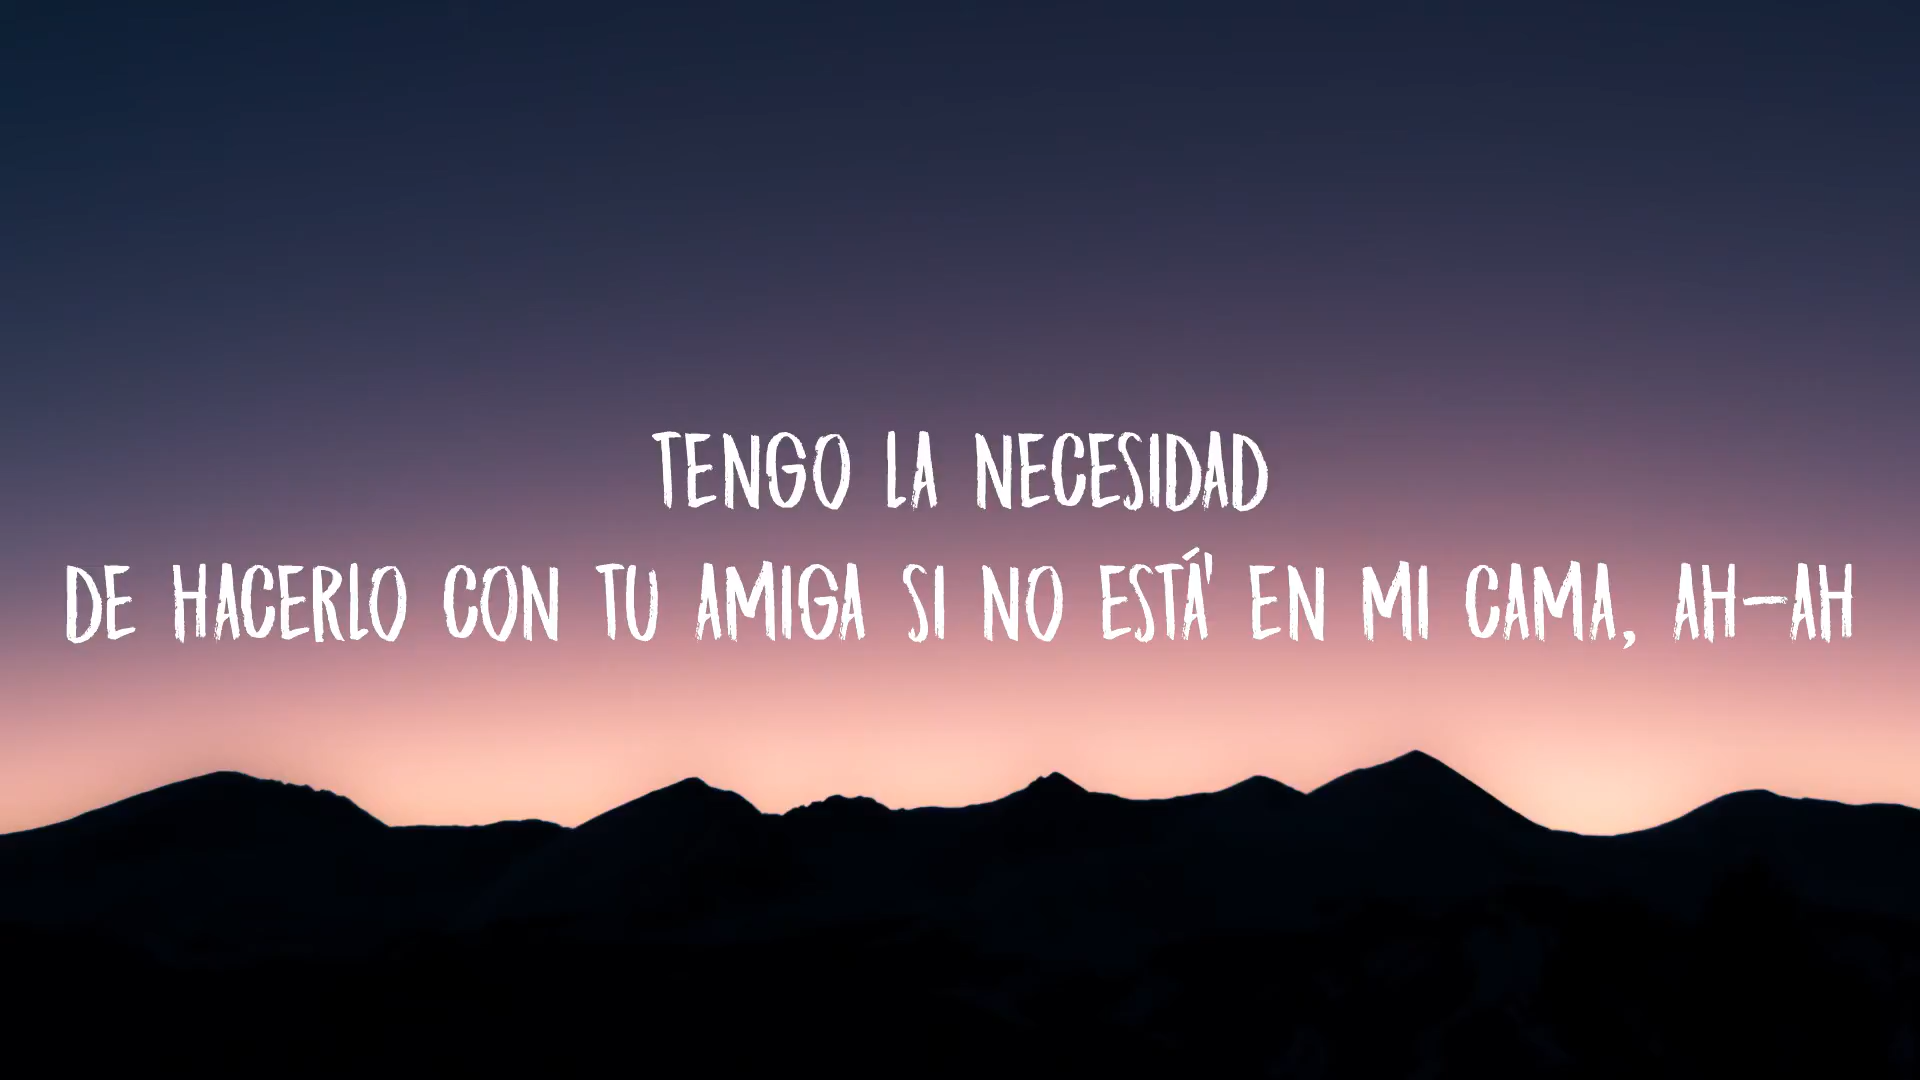 TENGO LA NECESIDAD
DE HACERLO CON TU AMIGA SI NO ESTÁ' EN MI CAMA, AH-AH